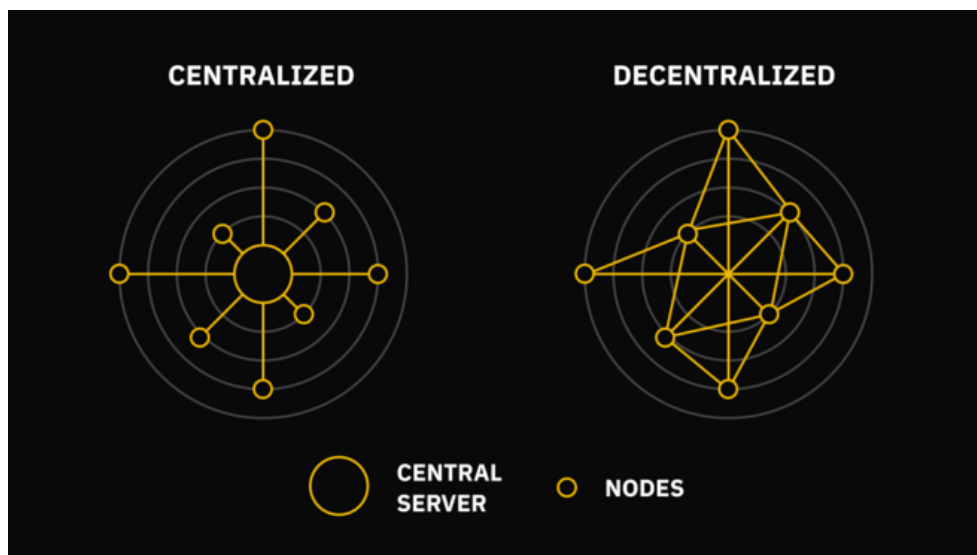 CENTRALIZED
DECENTRALIZED
CENTRAL
SERVER
NODES